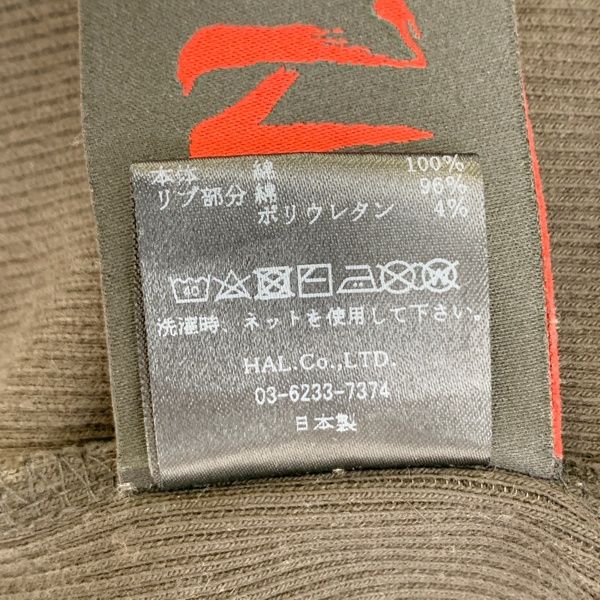 本体 綿 100%
リブ部分 綿 96%
ポリウレタン 4%
40
洗濯時、ネットを使用して下さい。
HAL.Co.,LTD.
03-6233-7374
日本製